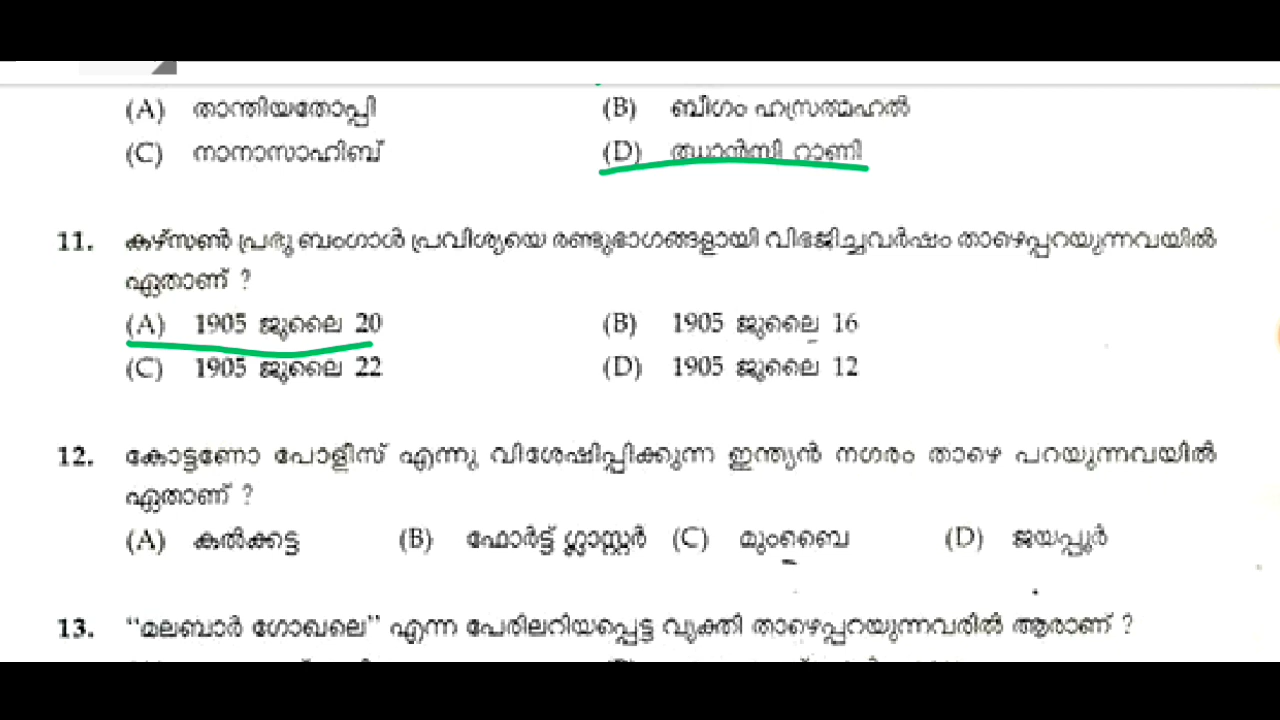 (A) താന്തിയതോപ്പി (B) ബീഗം ഹസ്രത്മഹൽ
(C) നാനാസാഹിബ് (D) ഝാൻസി റാണി
11. കഴ്സൺ പ്രഭു ബംഗാൾ പ്രവിശ്യയെ രണ്ടുഭാഗങ്ങളായി വിഭജിച്ചവർഷം താഴെപ്പറയുന്നവയിൽ
ഏതാണ് ?
(A) 1905 ജുലൈ 20 (B) 1905 ജുലൈ 16
(C) 1905 ജുലൈ 22 (D) 1905 ജുലൈ 12
12. കോട്ടണോ പോളീസ് എന്നു വിശേഷിപ്പിക്കുന്ന ഇന്ത്യൻ നഗരം താഴെ പറയുന്നവയിൽ
ഏതാണ് ?
(A) കൽക്കട്ട (B) ഫോർട്ട് ഗ്ലാസ്റ്റർ (C) മുംബൈ (D) ജയപ്പൂർ
13. “മലബാർ ഗോഖലെ” എന്ന പേരിലറിയപ്പെട്ട വ്യക്തി താഴെപ്പറയുന്നവരിൽ ആരാണ് ?